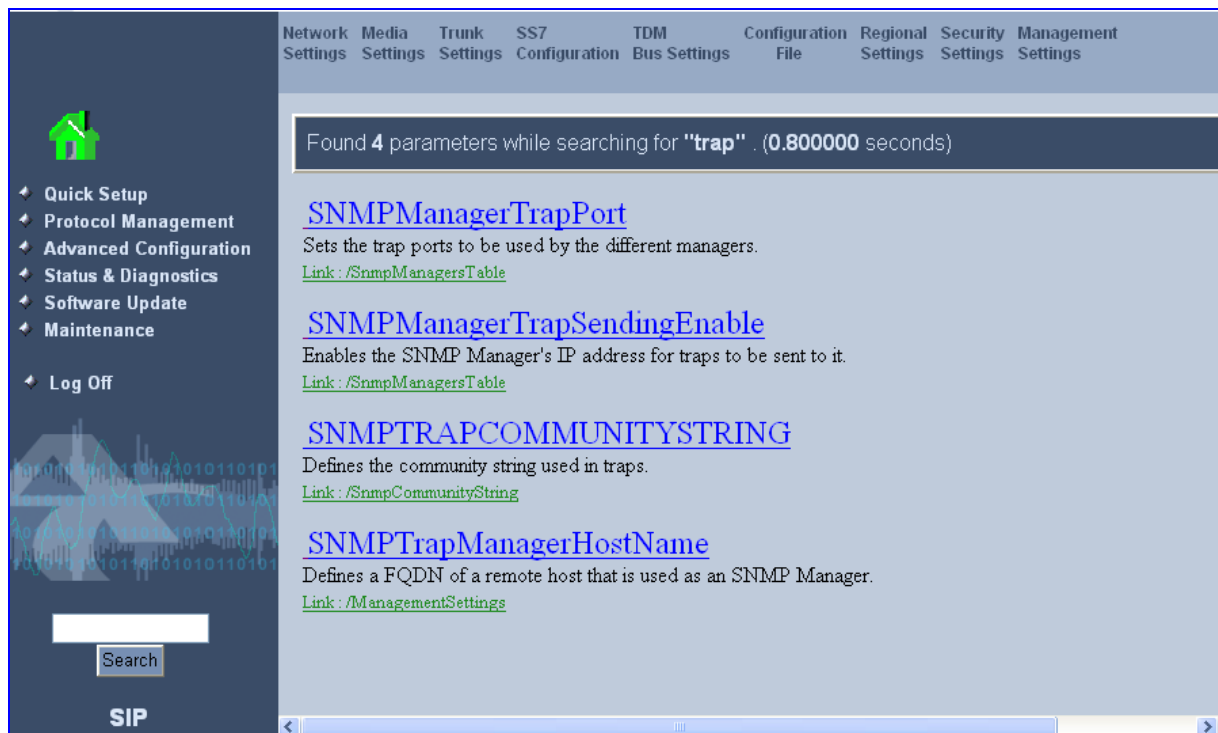 Network Settings
Media Settings
Trunk Settings
SS7 Configuration
TDM Bus Settings
Configuration File
Regional Settings
Security Settings
Management Settings
Quick Setup
Protocol Management
Advanced Configuration
Status & Diagnostics
Software Update
Maintenance
Log Off
Search
SIP
Found 4 parameters while searching for "trap" . (0.800000 seconds)
SNMPManagerTrapPort
Sets the trap ports to be used by the different managers.
Link : /SnmpManagersTable
SNMPManagerTrapSendingEnable
Enables the SNMP Manager's IP address for traps to be sent to it.
Link : /SnmpManagersTable
SNMPTRAPCOMMUNITYSTRING
Defines the community string used in traps.
Link : /SnmpCommunityString
SNMPTrapManagerHostName
Defines a FQDN of a remote host that is used as an SNMP Manager.
Link : /ManagementSettings